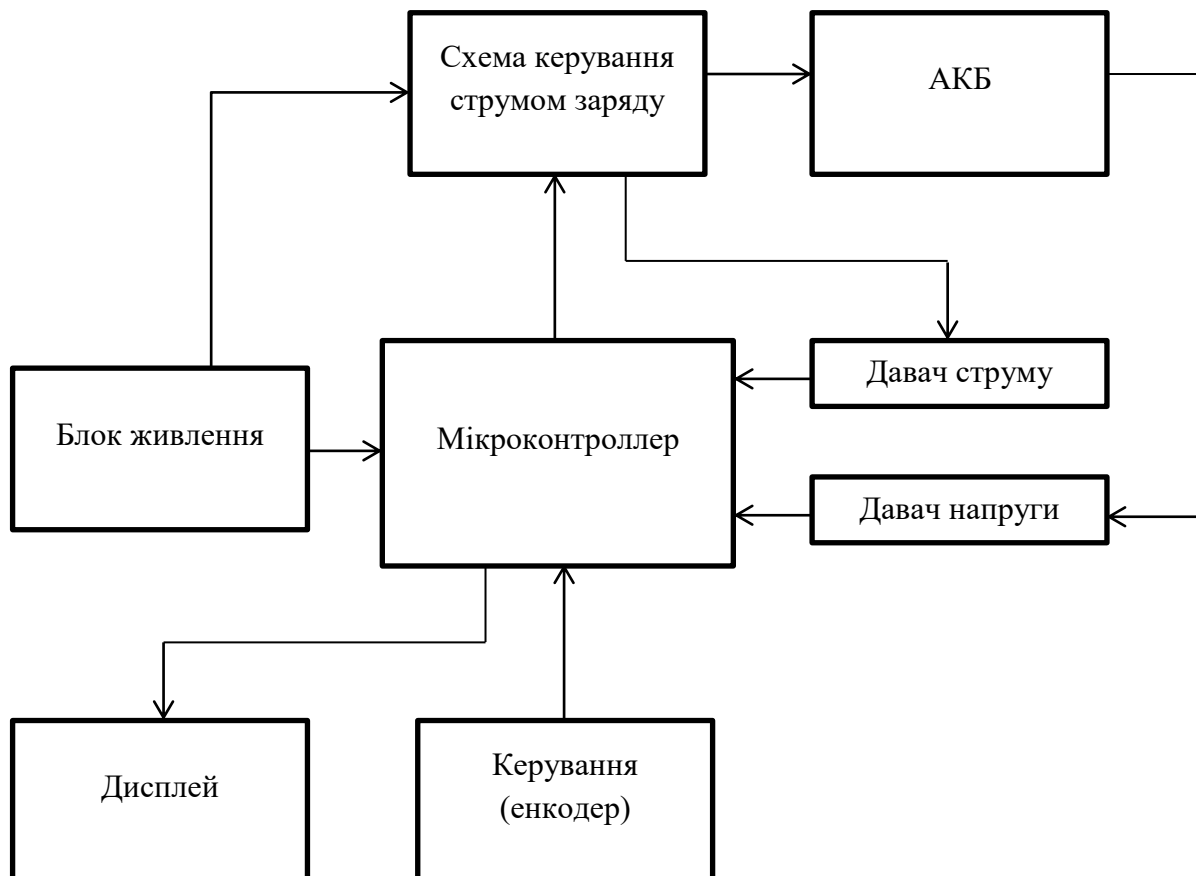 Схема керування
струмом заряду
АКБ
Давач струму
Блок живлення
Мікроконтроллер
Давач напруги
Дисплей
Керування
(енкодер)